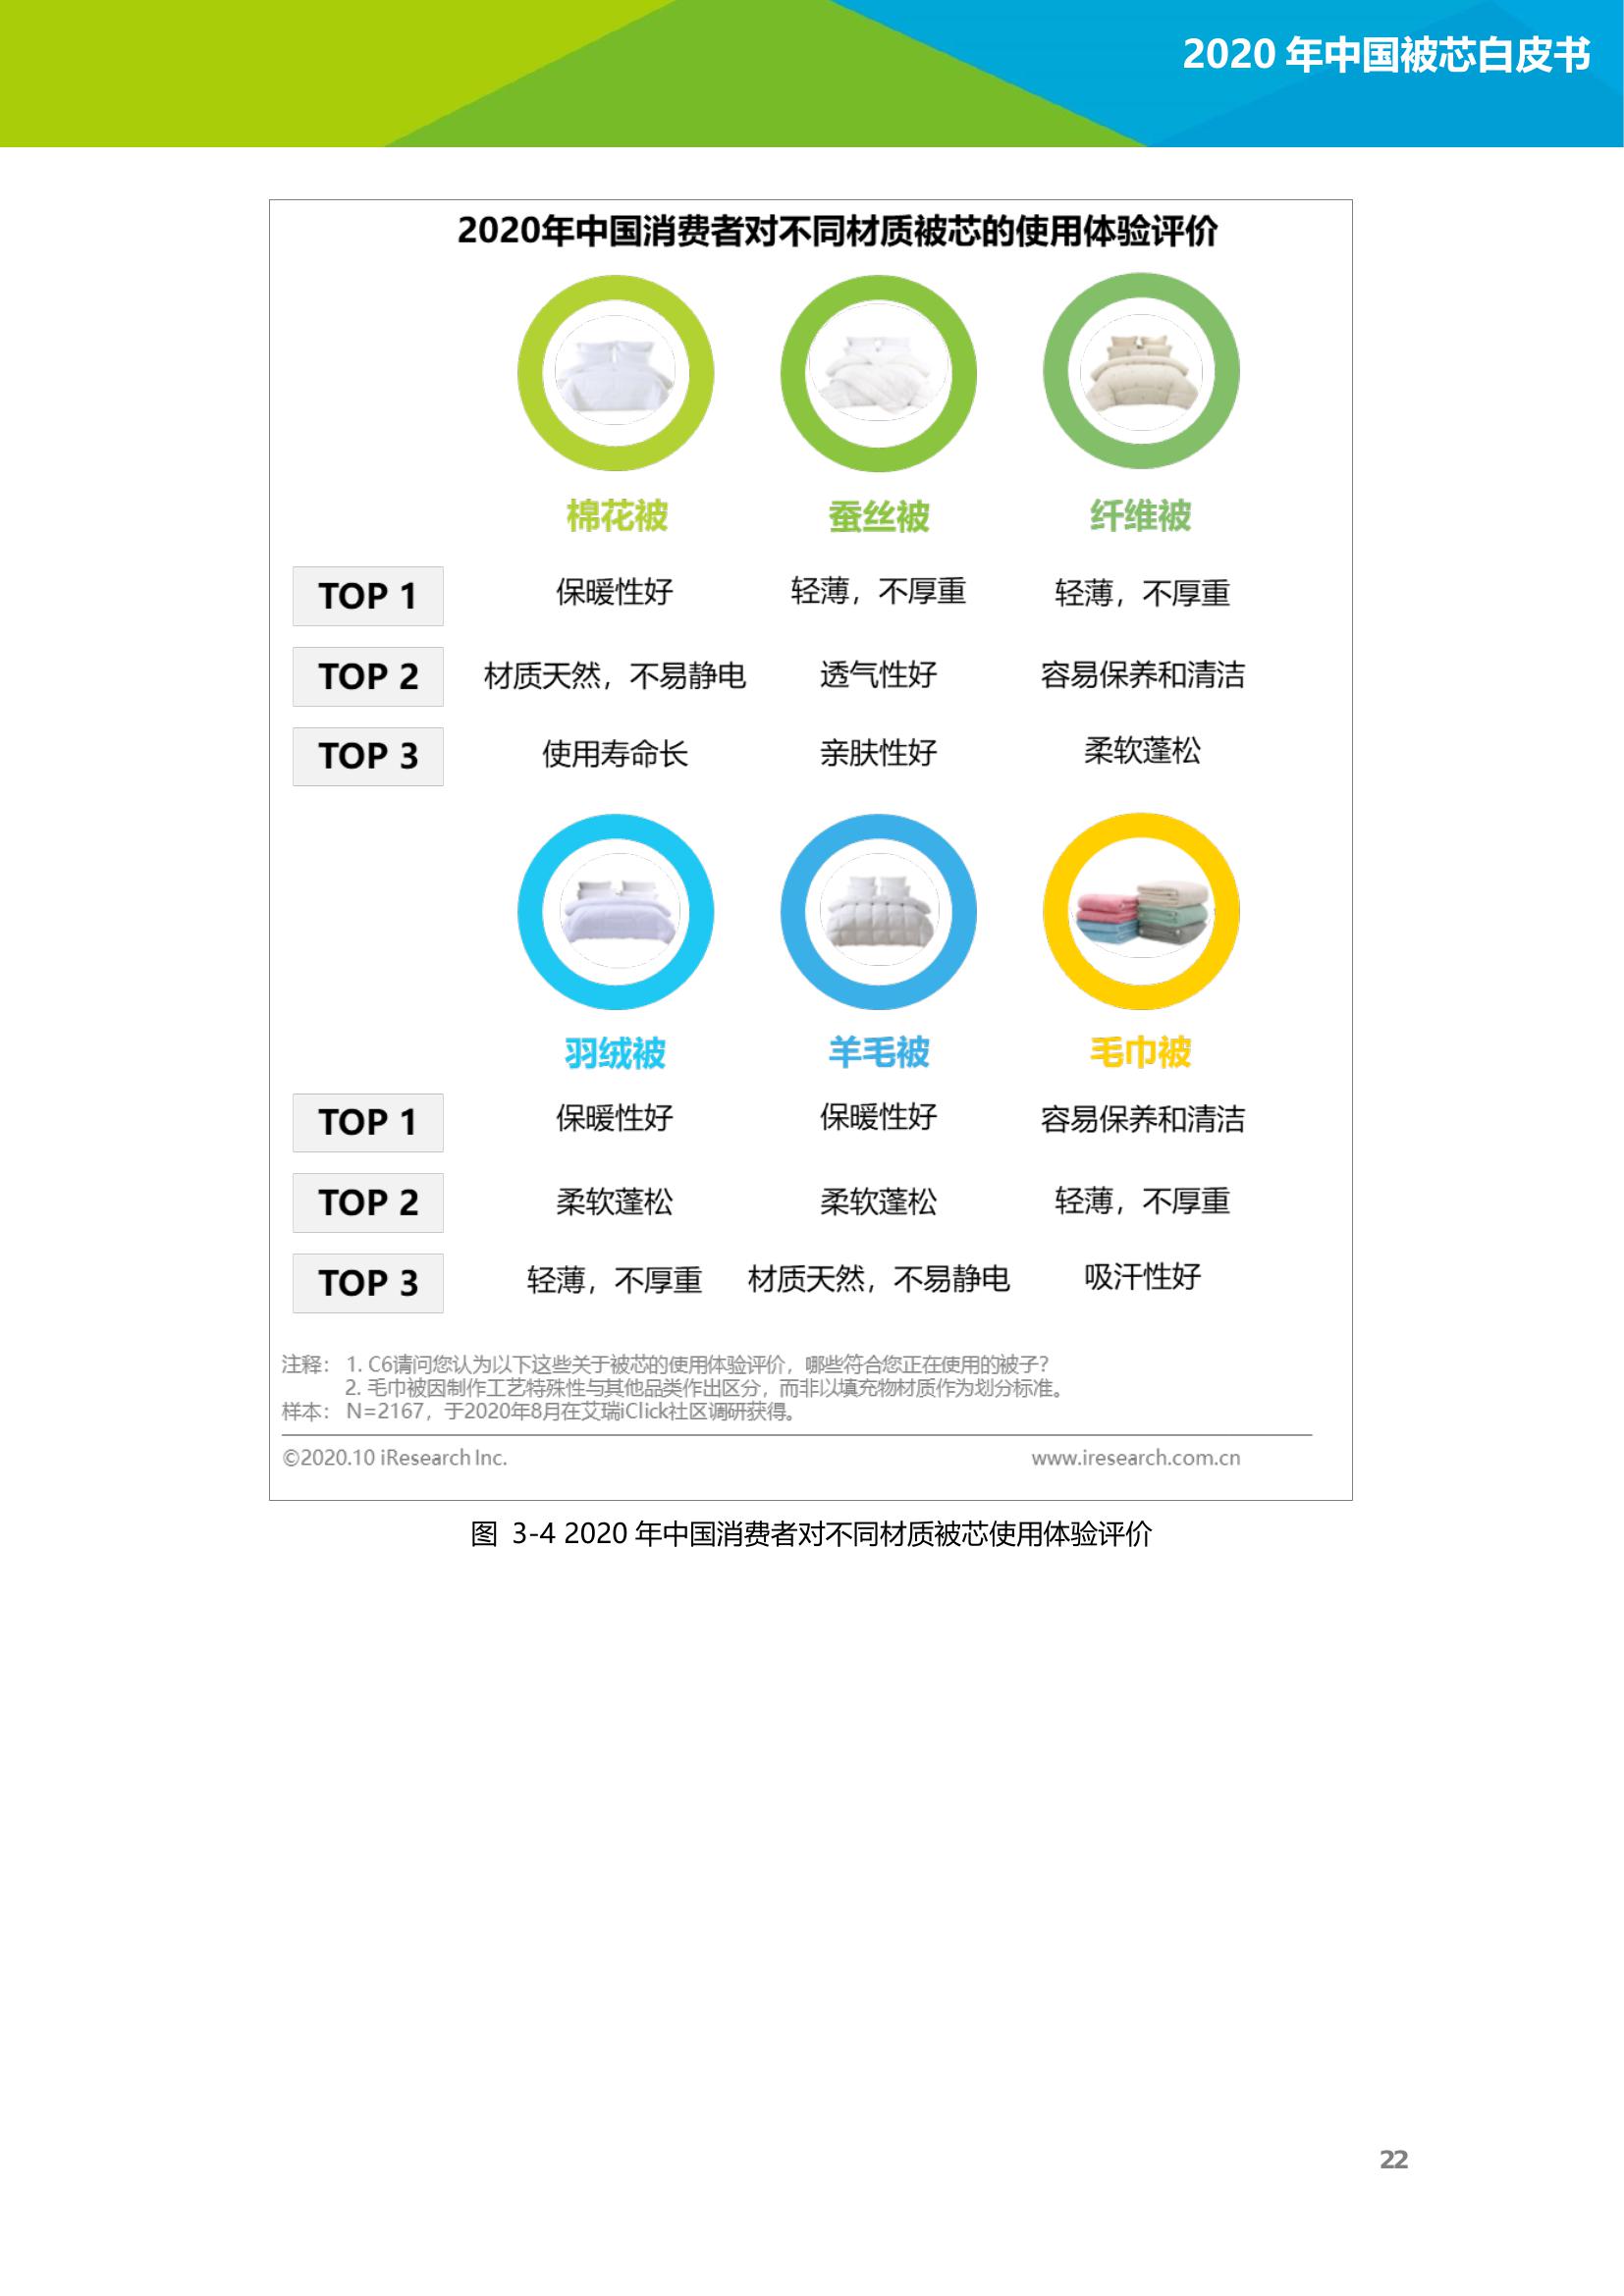 2020 年中国被芯白皮书
2020年中国消费者对不同材质被芯的使用体验评价
棉花被 蚕丝被 纤维被
TOP 1 保暖性好 轻薄，不厚重 轻薄，不厚重
TOP 2 材质天然，不易静电 透气性好 容易保养和清洁
TOP 3 使用寿命长 亲肤性好 柔软蓬松
羽绒被 羊毛被 毛巾被
TOP 1 保暖性好 保暖性好 容易保养和清洁
TOP 2 柔软蓬松 柔软蓬松 轻薄，不厚重
TOP 3 轻薄，不厚重 材质天然，不易静电 吸汗性好
注释： 1. C6请问您认为以下这些关于被芯的使用体验评价，哪些符合您正在使用的被子？
2. 毛巾被因制作工艺特殊性与其他品类作出区分，而非以填充物材质作为划分标准。
样本： N=2167，于2020年8月在艾瑞iClick社区调研获得。
©2020.10 iResearch Inc. www.iresearch.com.cn
图 3-4 2020 年中国消费者对不同材质被芯使用体验评价
22